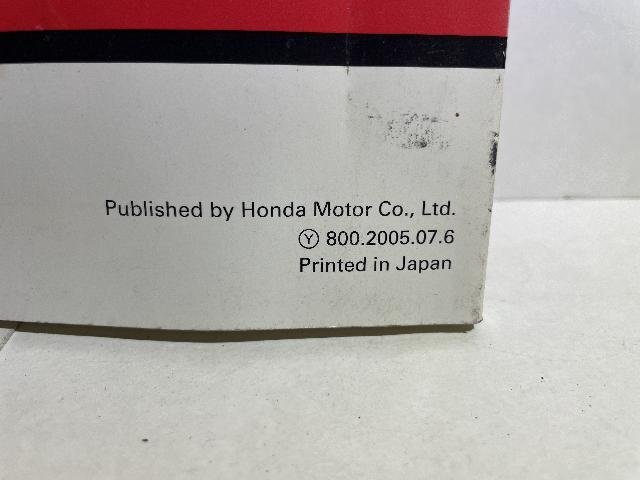 Published by Honda Motor Co., Ltd.
Ⓨ 800.2005.07.6
Printed in Japan